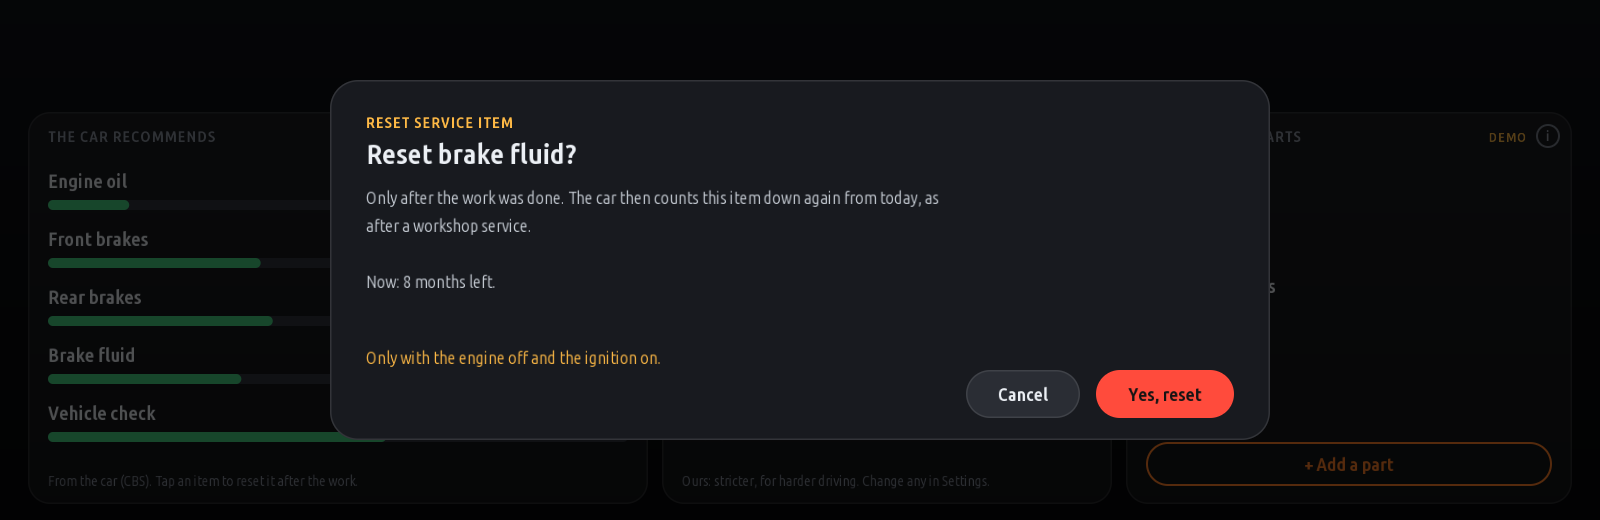 THE CAR RECOMMENDS
Engine oil
Front brakes
Rear brakes
Brake fluid
Vehicle check
From the car (CBS). Tap an item to reset it after the work.
RESET SERVICE ITEM
Reset brake fluid?
Only after the work was done. The car then counts this item down again from today, as
after a workshop service.
Now: 8 months left.
Only with the engine off and the ignition on.
Cancel
Yes, reset
Ours: stricter, for harder driving. Change any in Settings.
DEMO
i
+ Add a part